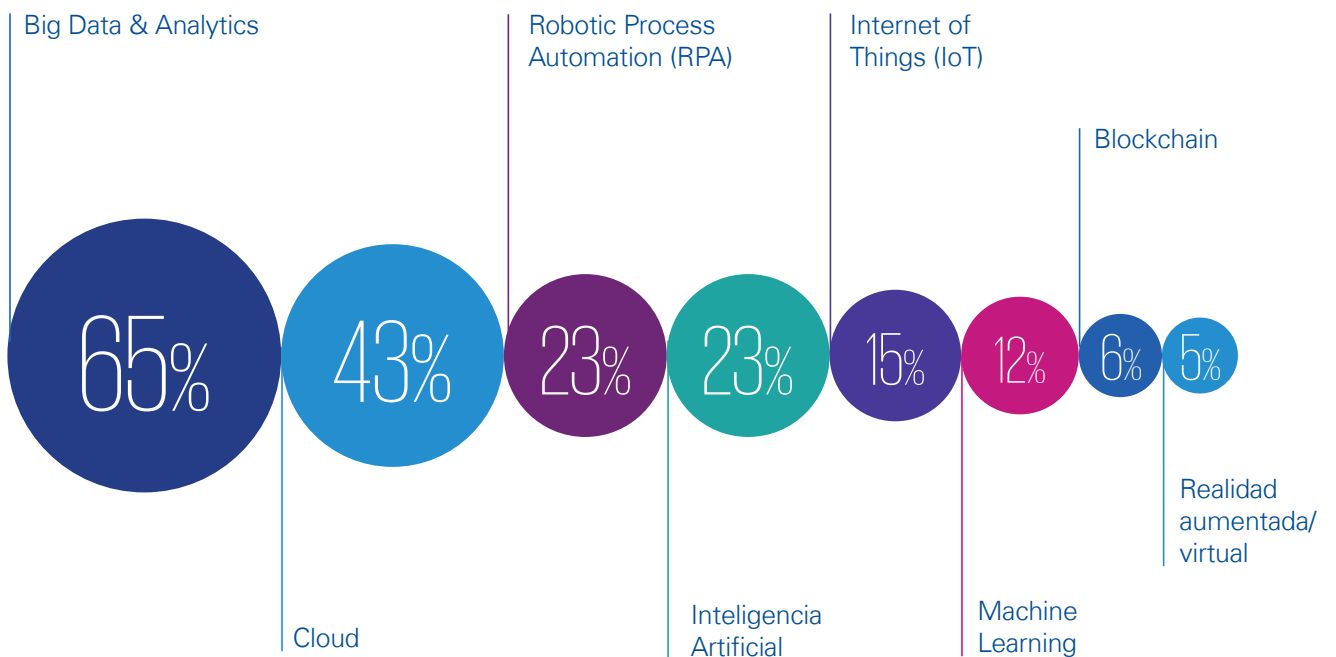 Big Data & Analytics
Robotic Process
Automation (RPA)
Internet of
Things (IoT)
Blockchain
65%
43%
23%
23%
15%
12%
6%
5%
Realidad
aumentada/
virtual
Cloud
Inteligencia
Artificial
Machine
Learning